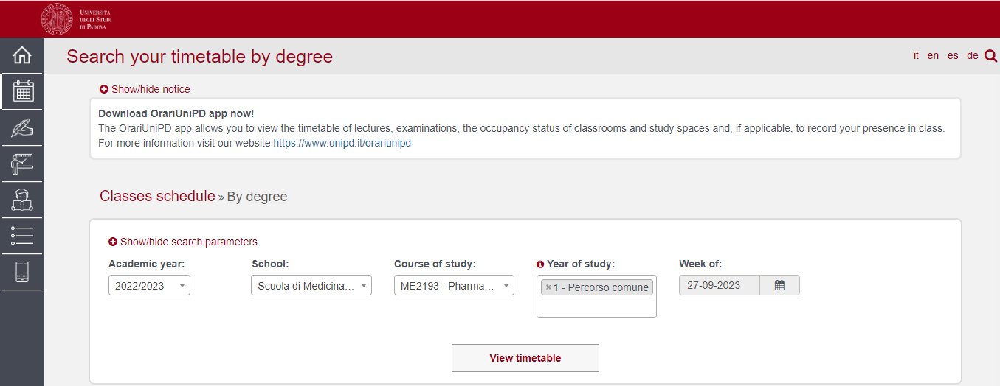 UNIVERSITÀ
DEGLI STUDI
DI PADOVA
Search your timetable by degree
it en es de
Show/hide notice
Download OrariUniPD app now!
The OrariUniPD app allows you to view the timetable of lectures, examinations, the occupancy status of classrooms and study spaces and, if applicable, to record your presence in class.
For more information visit our website https://www.unipd.it/orariunipd
Classes schedule » By degree
Show/hide search parameters
Academic year: School: Course of study: Year of study: Week of:
2022/2023 Scuola di Medicina... ME2193 - Pharma... × 1 - Percorso comune 27-09-2023
View timetable